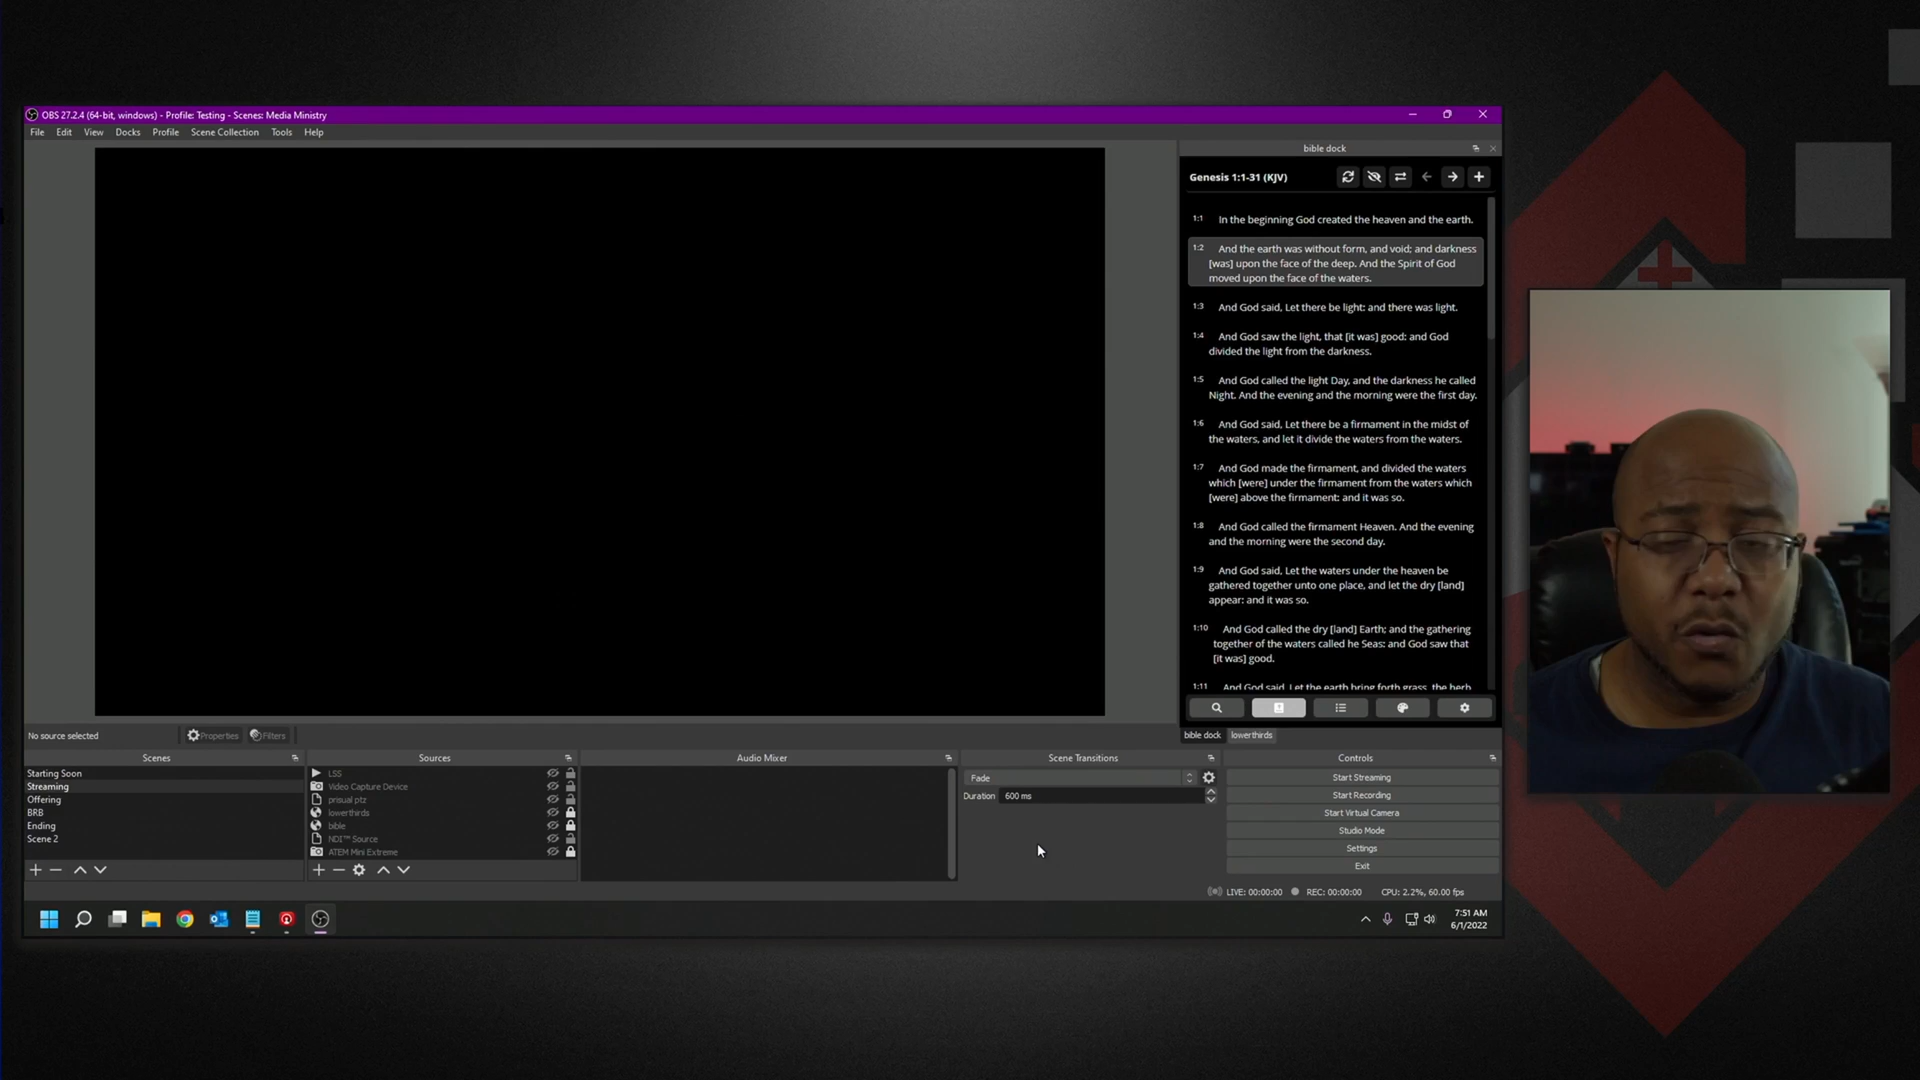 OBS 27.2.4 (64-bit, windows) - Profile: Testing - Scenes: Media Ministry
File Edit View Docks Profile Scene Collection Tools Help
bible dock
Genesis 1:1-31 (KJV)
1:1 In the beginning God created the heaven and the earth.
1:2 And the earth was without form, and void; and darkness
[was] upon the face of the deep. And the Spirit of God
moved upon the face of the waters.
1:3 And God said, Let there be light: and there was light.
1:4 And God saw the light, that [it was] good: and God
divided the light from the darkness.
1:5 And God called the light Day, and the darkness he called
Night. And the evening and the morning were the first day.
1:6 And God said, Let there be a firmament in the midst of
the waters, and let it divide the waters from the waters.
1:7 And God made the firmament, and divided the waters
which [were] under the firmament from the waters which
[were] above the firmament: and it was so.
1:8 And God called the firmament Heaven. And the evening
and the morning were the second day.
1:9 And God said, Let the waters under the heaven be
gathered together unto one place, and let the dry [land]
appear: and it was so.
1:10 And God called the dry [land] Earth; and the gathering
together of the waters called he Seas: and God saw that
[it was] good.
1:11 And God said, Let the earth bring forth grass, the herb
bible dock lowerthirds
No source selected Properties Filters
Scenes
Starting Soon
Streaming
Offering
BRB
Ending
Scene 2
Sources
LSS
Video Capture Device
prisual ptz
lowerthirds
bible
NDI™ Source
ATEM Mini Extreme
Audio Mixer
Scene Transitions
Fade
Duration 600 ms
Controls
Start Streaming
Start Recording
Start Virtual Camera
Studio Mode
Settings
Exit
LIVE: 00:00:00 REC: 00:00:00 CPU: 2.2%, 60.00 fps
7:51 AM
6/1/2022